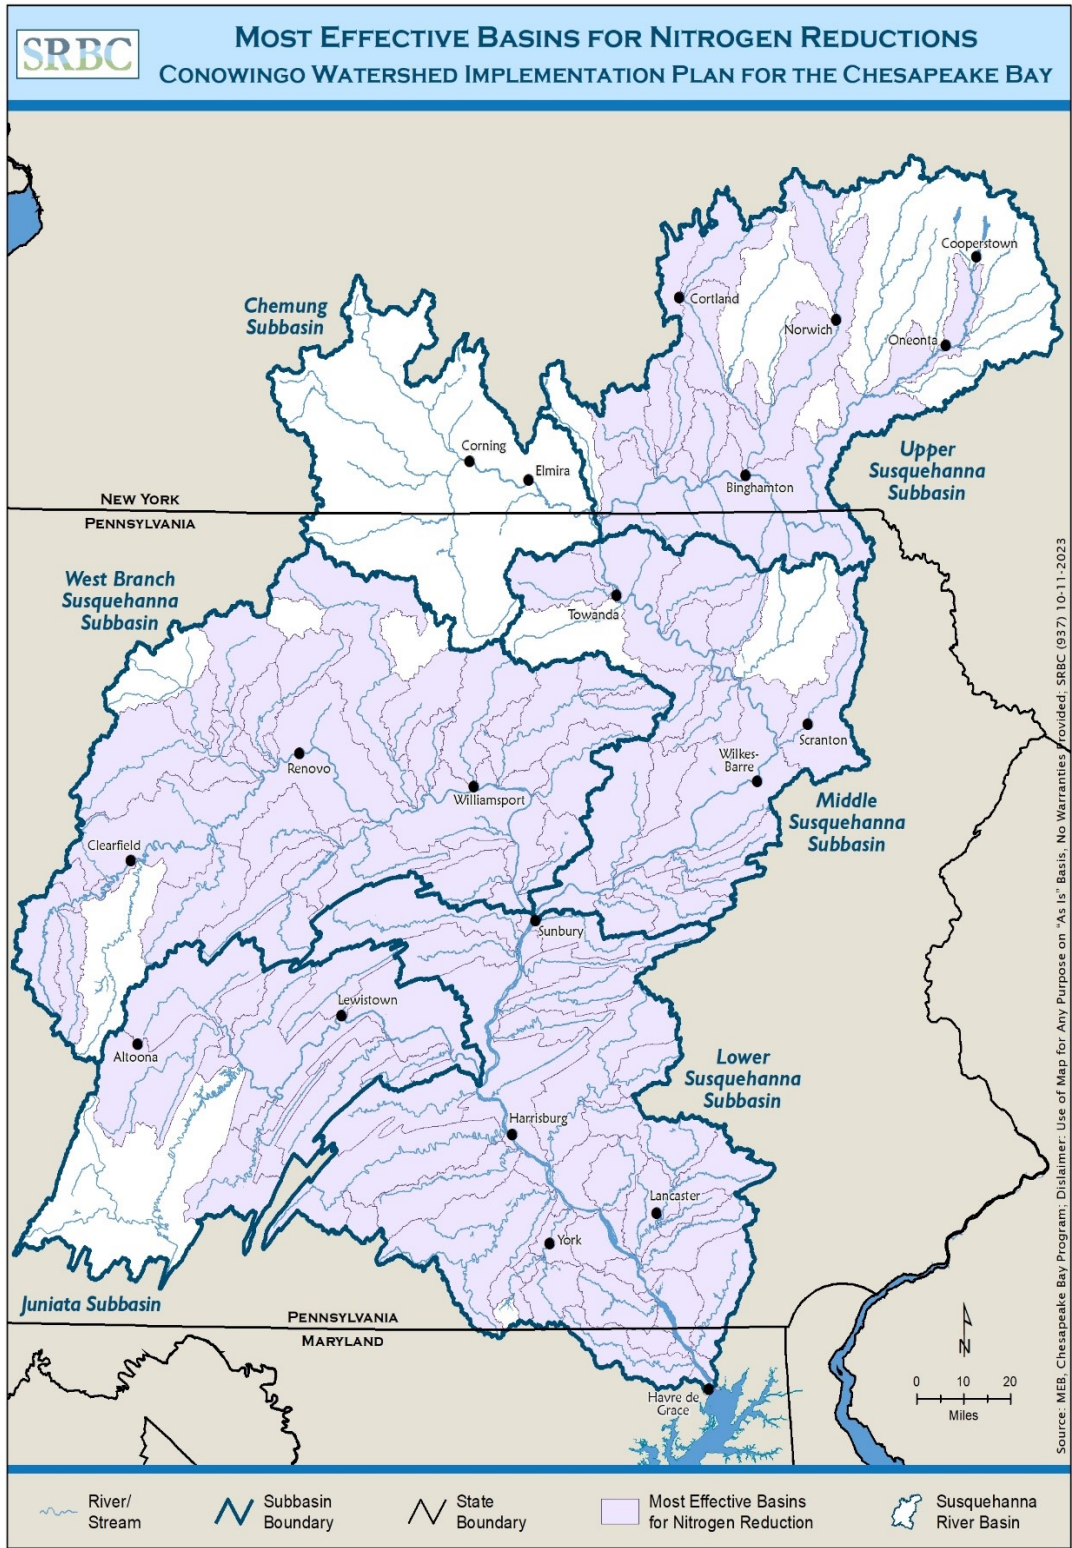 SRBC
MOST EFFECTIVE BASINS FOR NITROGEN REDUCTIONS
CONOWINGO WATERSHED IMPLEMENTATION PLAN FOR THE CHESAPEAKE BAY
Cooperstown
Chemung
Subbasin
Cortland
Norwich
Oneonta
Corning
Elmira
Upper
Susquehanna
Subbasin
Binghamton
NEW YORK
PENNSYLVANIA
West Branch
Susquehanna
Subbasin
Towanda
Scranton
Wilkes-
Barre
Renovo
Williamsport
Middle
Susquehanna
Subbasin
Clearfield
Sunbury
Lewistown
Altoona
Lower
Susquehanna
Subbasin
Harrisburg
Lancaster
York
Juniata Subbasin
PENNSYLVANIA
MARYLAND
Havre de
Grace
N
0 10 20
Miles
Source: MEB, Chesapeake Bay Program; Disclaimer: Use of Map for Any Purpose on "As Is" Basis, No Warranties Provided; SRBC (937) 10-11-2023
River/
Stream
Subbasin
Boundary
State
Boundary
Most Effective Basins
for Nitrogen Reduction
Susquehanna
River Basin